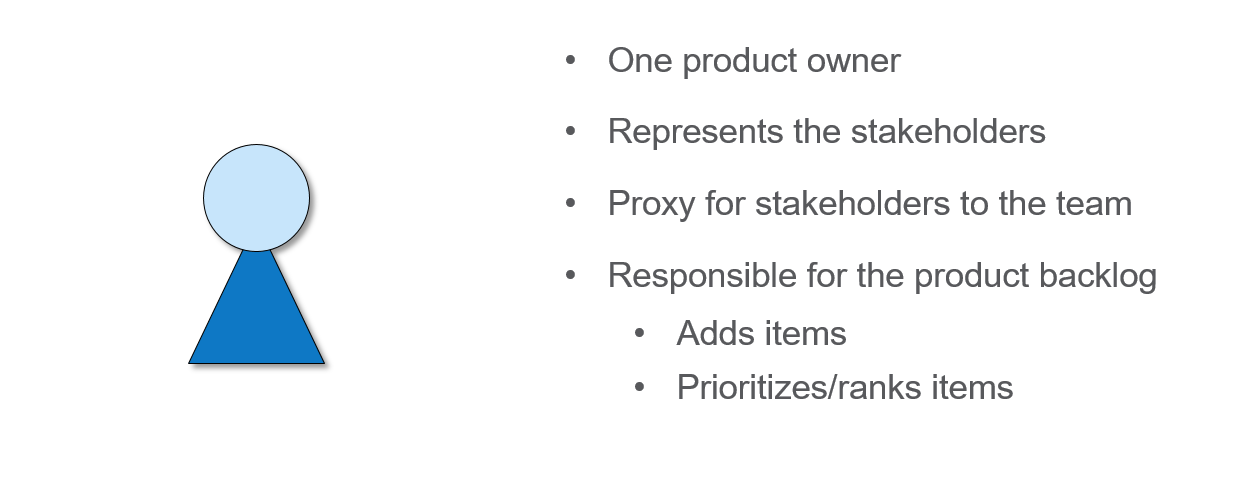 • One product owner
• Represents the stakeholders
• Proxy for stakeholders to the team
• Responsible for the product backlog
• Adds items
• Prioritizes/ranks items